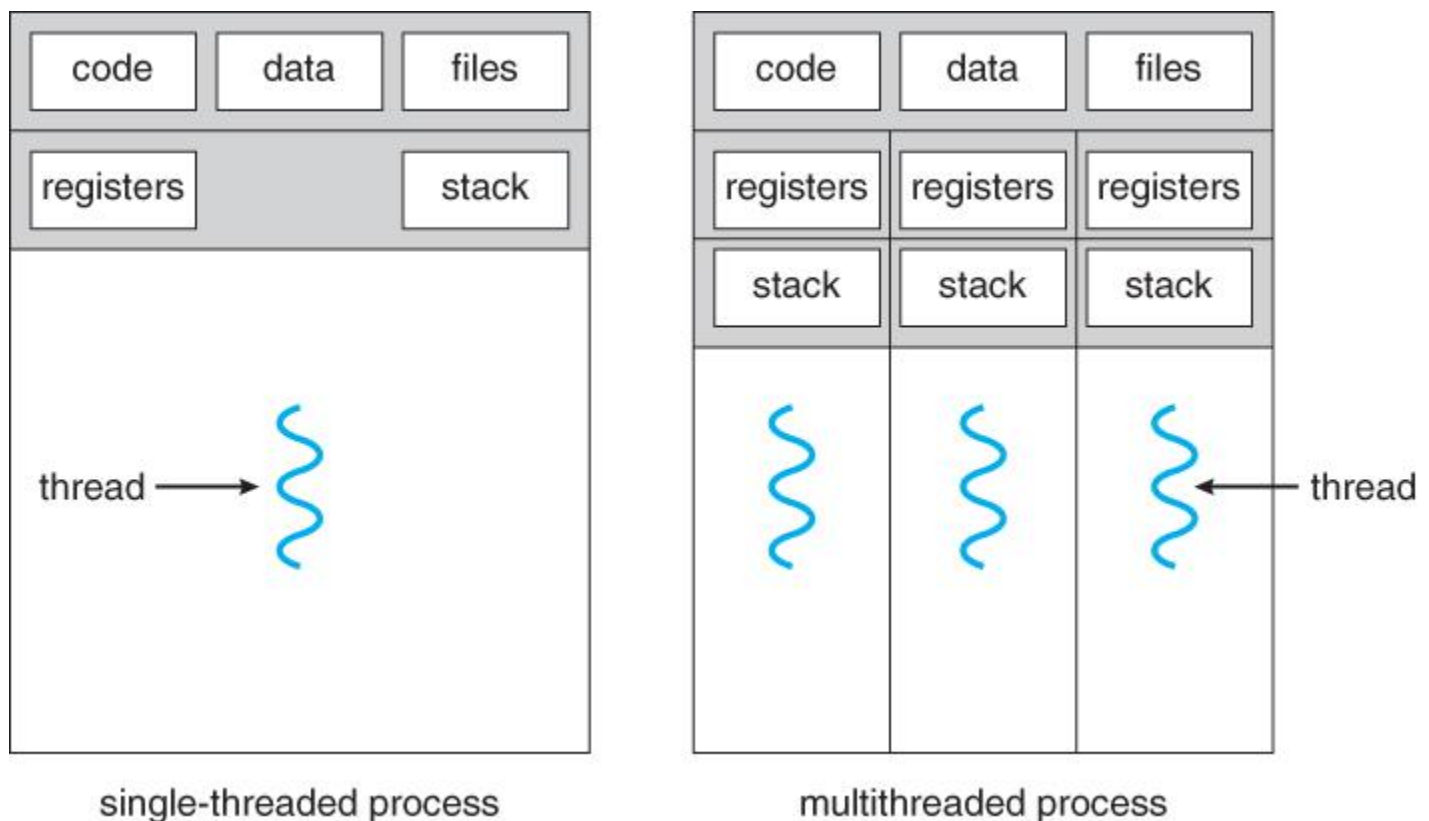 code data files code data files
registers stack registers registers registers
stack stack stack
thread thread
single-threaded process multithreaded process